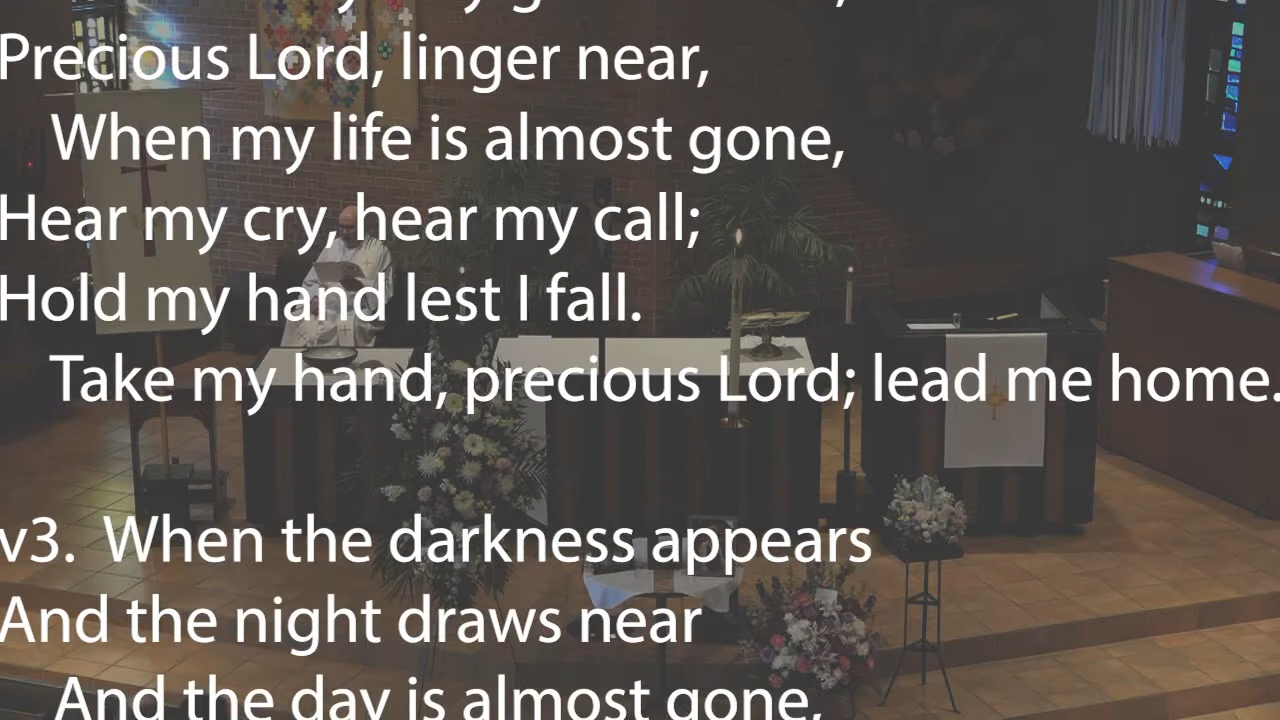 Precious Lord, linger near,
When my life is almost gone,
Hear my cry, hear my call;
Hold my hand lest I fall.
Take my hand, precious Lord; lead me home.
v3. When the darkness appears
And the night draws near
And the day is almost gone,